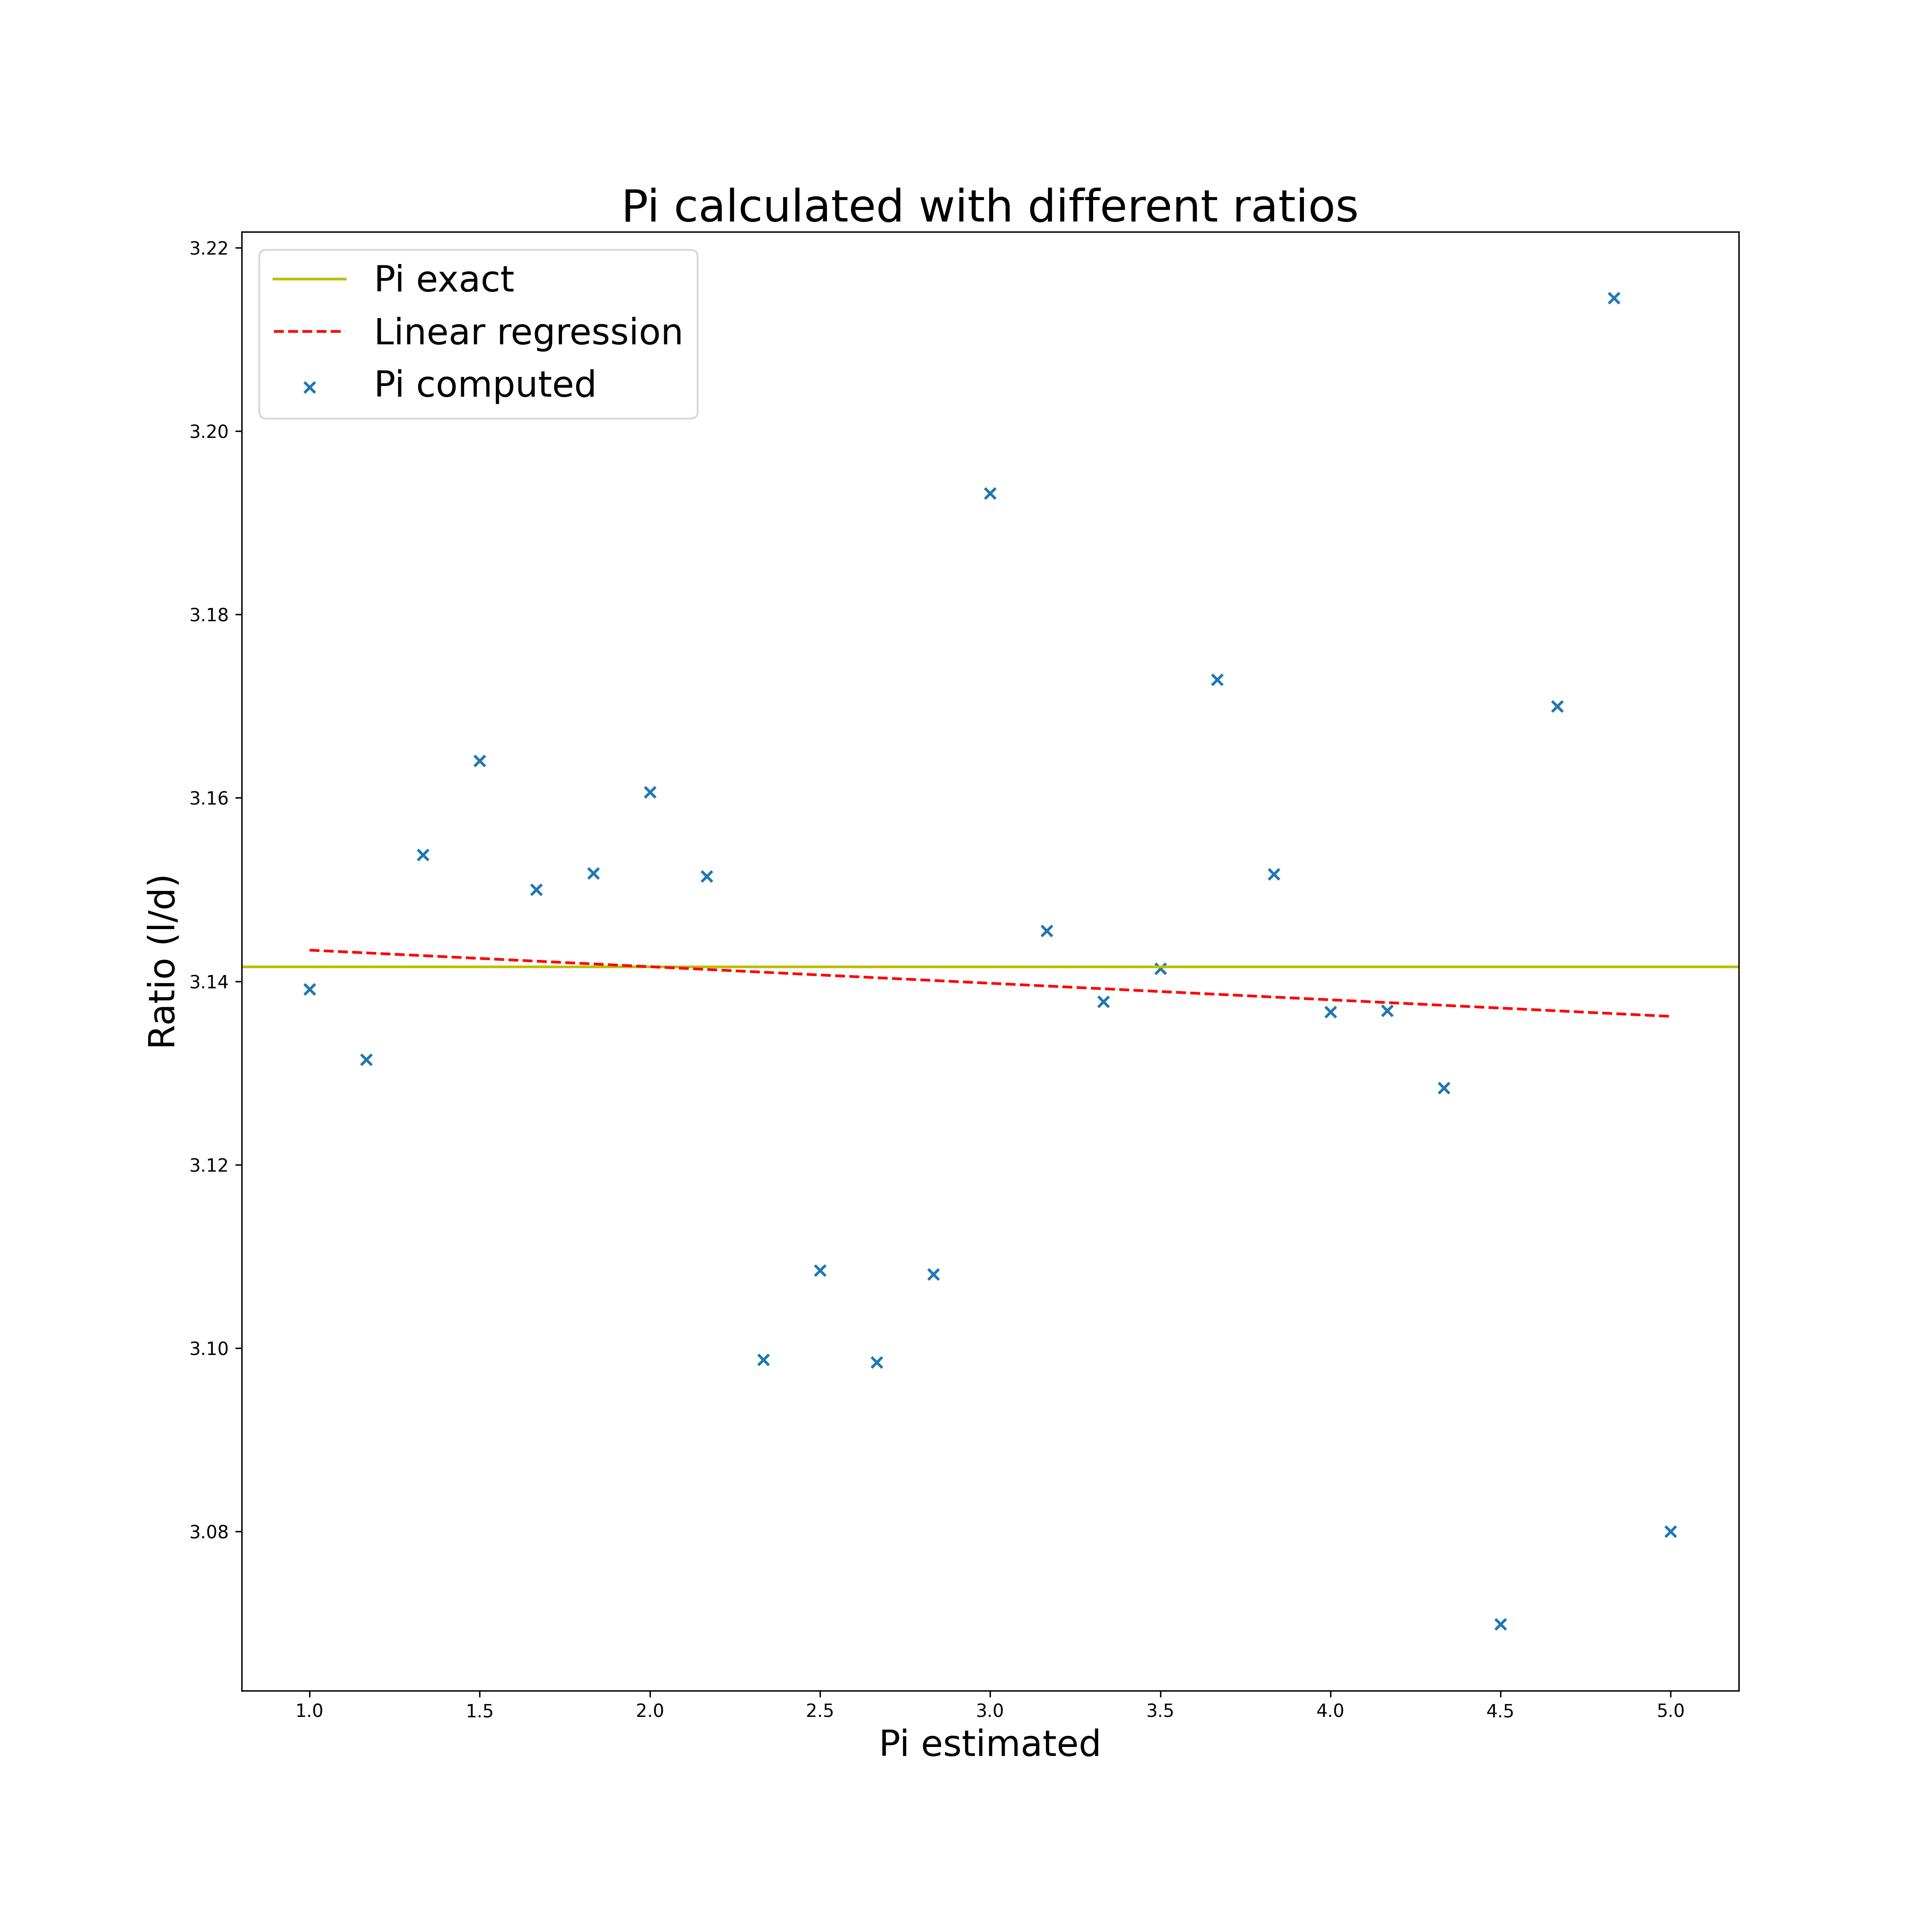 Pi calculated with different ratios
Pi exact
Linear regression
Pi computed
3.22
3.20
3.18
3.16
3.14
3.12
3.10
3.08
Ratio (l/d)
1.0 1.5 2.0 2.5 3.0 3.5 4.0 4.5 5.0
Pi estimated